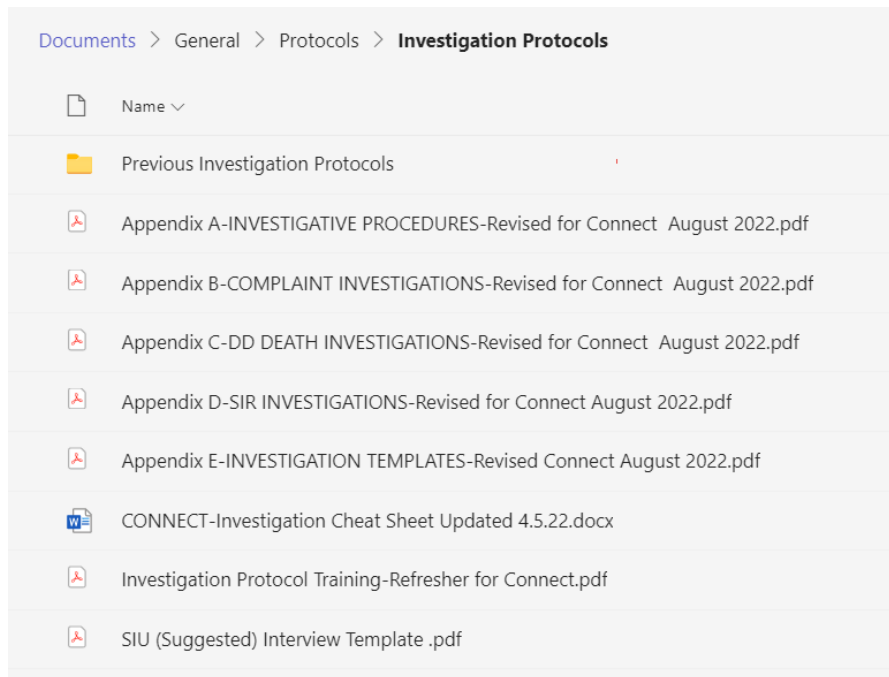 Documents > General > Protocols > Investigation Protocols
Name
Previous Investigation Protocols
Appendix A-INVESTIGATIVE PROCEDURES-Revised for Connect  August 2022.pdf
Appendix B-COMPLAINT INVESTIGATIONS-Revised for Connect  August 2022.pdf
Appendix C-DD DEATH INVESTIGATIONS-Revised for Connect  August 2022.pdf
Appendix D-SIR INVESTIGATIONS-Revised for Connect August 2022.pdf
Appendix E-INVESTIGATION TEMPLATES-Revised Connect August 2022.pdf
CONNECT-Investigation Cheat Sheet Updated 4.5.22.docx
Investigation Protocol Training-Refresher for Connect.pdf
SIU (Suggested) Interview Template .pdf